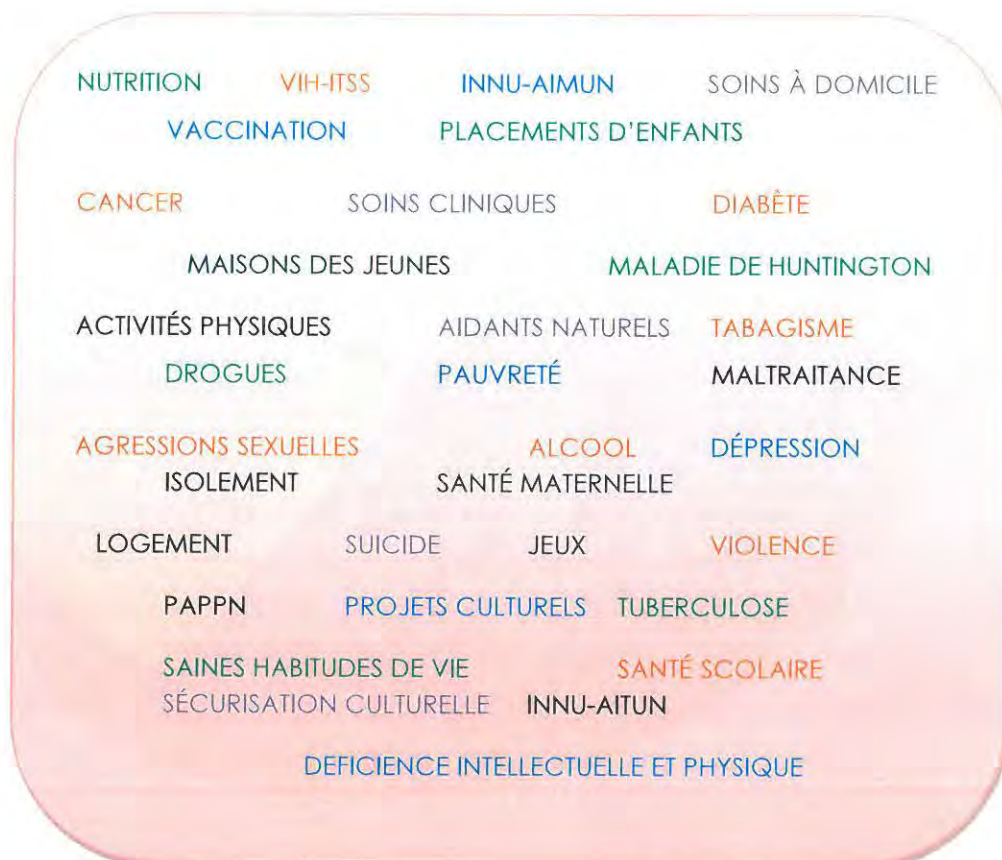 NUTRITION VIH-ITSS INNU-AIMUN SOINS À DOMICILE
VACCINATION PLACEMENTS D'ENFANTS
CANCER SOINS CLINIQUES DIABÈTE
MAISONS DES JEUNES MALADIE DE HUNTINGTON
ACTIVITÉS PHYSIQUES AIDANTS NATURELS TABAGISME
DROGUES PAUVRETÉ MALTRAITANCE
AGRESSIONS SEXUELLES ALCOOL DÉPRESSION
ISOLEMENT SANTÉ MATERNELLE
LOGEMENT SUICIDE JEUX VIOLENCE
PAPPN PROJETS CULTURELS TUBERCULOSE
SAINES HABITUDES DE VIE SANTÉ SCOLAIRE
SÉCURISATION CULTURELLE INNU-AITUN
DEFICIENCE INTELLECTUELLE ET PHYSIQUE